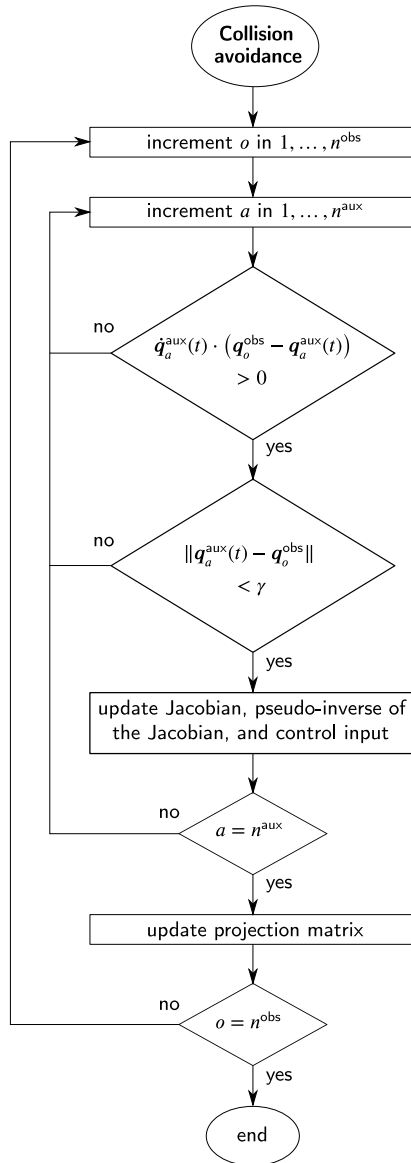 Collision
avoidance
increment o in 1, … , n^obs
increment a in 1, … , n^aux
no
q̇_a^aux(t) · (q_o^obs − q_a^aux(t))
> 0
yes
no
‖q_a^aux(t) − q_o^obs‖
< γ
yes
update Jacobian, pseudo-inverse of
the Jacobian, and control input
no
a = n^aux
yes
update projection matrix
no
o = n^obs
yes
end